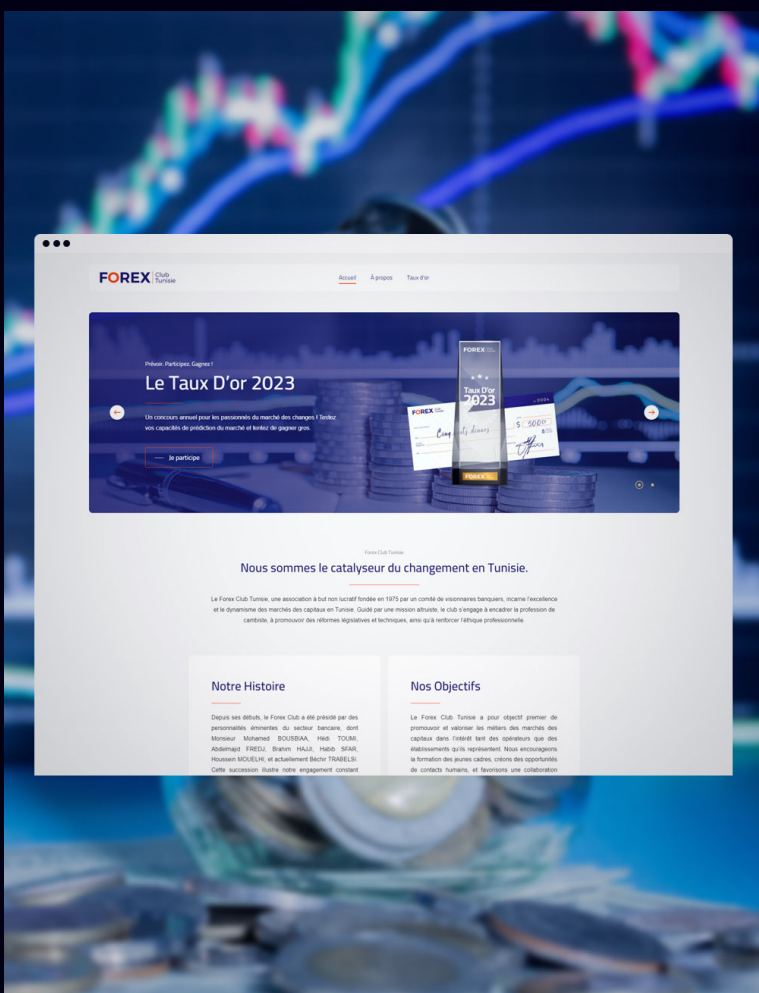 FOREX Club Tunisie
Accueil À propos Taux d'or
Prévoir. Participez. Gagnez !
Le Taux D'or 2023
Un concours annuel pour les passionnés du marché des changes ! Testez
vos capacités de prédiction du marché et tentez de gagner gros.
Je participe
FOREX
Taux D'or
2023
FOREX
$ 5000
FOREX
Forex Club Tunisie
Nous sommes le catalyseur du changement en Tunisie.
Le Forex Club Tunisie, une association à but non lucratif fondée en 1975 par un comité de visionnaires banquiers, incarne l'excellence
et le dynamisme des marchés des capitaux en Tunisie. Guidé par une mission altruiste, le club s'engage à encadrer la profession de
cambiste, à promouvoir des réformes législatives et techniques, ainsi qu'à renforcer l'éthique professionnelle
Notre Histoire
Depuis ses débuts, le Forex Club a été présidé par des
personnalités éminentes du secteur bancaire, dont
Monsieur Mohamed BOUSBIAA, Hédi TOUMI,
Abdelmajid FREDJ, Brahim HAJJI, Habib SFAR,
Houssein MOUELHI, et actuellement Béchir TRABELSI.
Cette succession illustre notre engagement constant
Nos Objectifs
Le Forex Club Tunisie a pour objectif premier de
promouvoir et valoriser les métiers des marchés des
capitaux dans l'intérêt tant des opérateurs que des
établissements qu'ils représentent. Nous encourageons
la formation des jeunes cadres, créons des opportunités
de contacts humains, et favorisons une collaboration